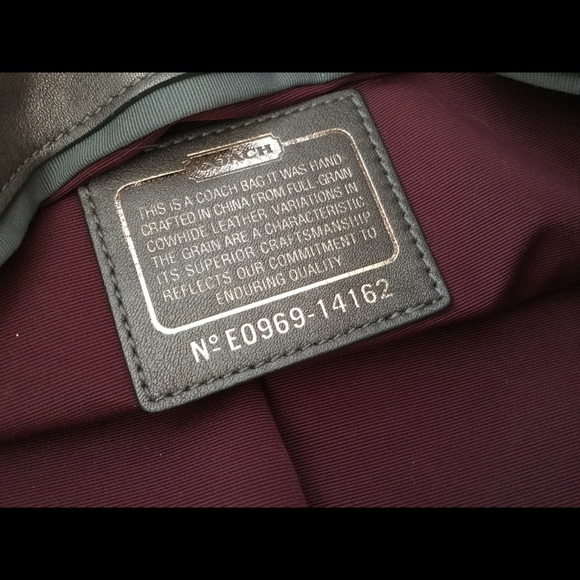 COACH
THIS IS A COACH BAG IT WAS HAND
CRAFTED IN CHINA FROM FULL GRAIN
COWHIDE LEATHER VARIATIONS IN
THE GRAIN ARE A CHARACTERISTIC
ITS SUPERIOR CRAFTSMANSHIP
REFLECTS OUR COMMITMENT TO
ENDURING QUALITY
Nº E0969-14162